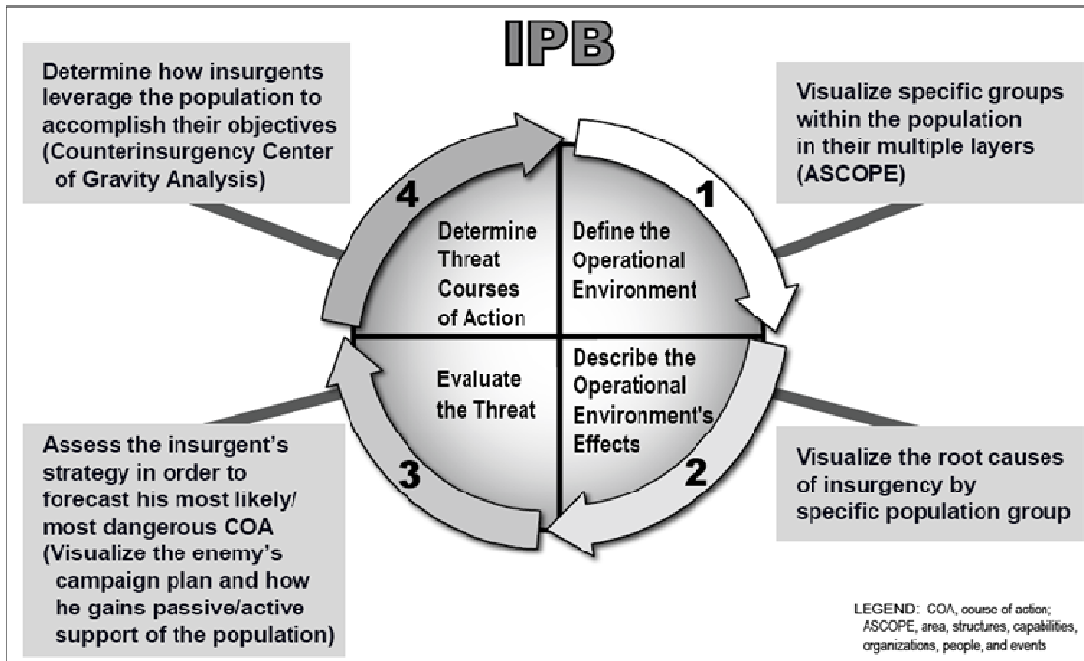 IPB
Determine how insurgents
leverage the population to
accomplish their objectives
(Counterinsurgency Center
of Gravity Analysis)
Visualize specific groups
within the population
in their multiple layers
(ASCOPE)
4
1
Determine
Threat
Courses
of Action
Define the
Operational
Environment
Evaluate
the Threat
Describe the
Operational
Environment's
Effects
3
2
Assess the insurgent's
strategy in order to
forecast his most likely/
most dangerous COA
(Visualize the enemy's
campaign plan and how
he gains passive/active
support of the population)
Visualize the root causes
of insurgency by
specific population group
LEGEND: COA, course of action;
ASCOPE, area, structures, capabilities,
organizations, people, and events